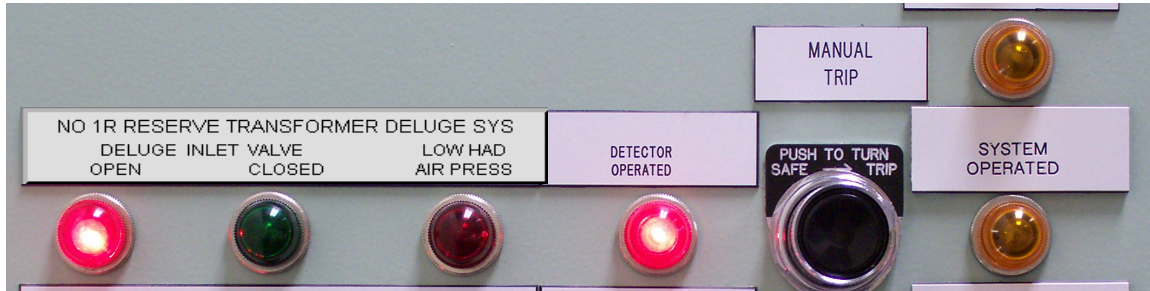 NO 1R RESERVE TRANSFORMER DELUGE SYS
DELUGE INLET VALVE LOW HAD
OPEN CLOSED AIR PRESS
DETECTOR
OPERATED
MANUAL
TRIP
PUSH TO TURN
SAFE → TRIP
SYSTEM
OPERATED